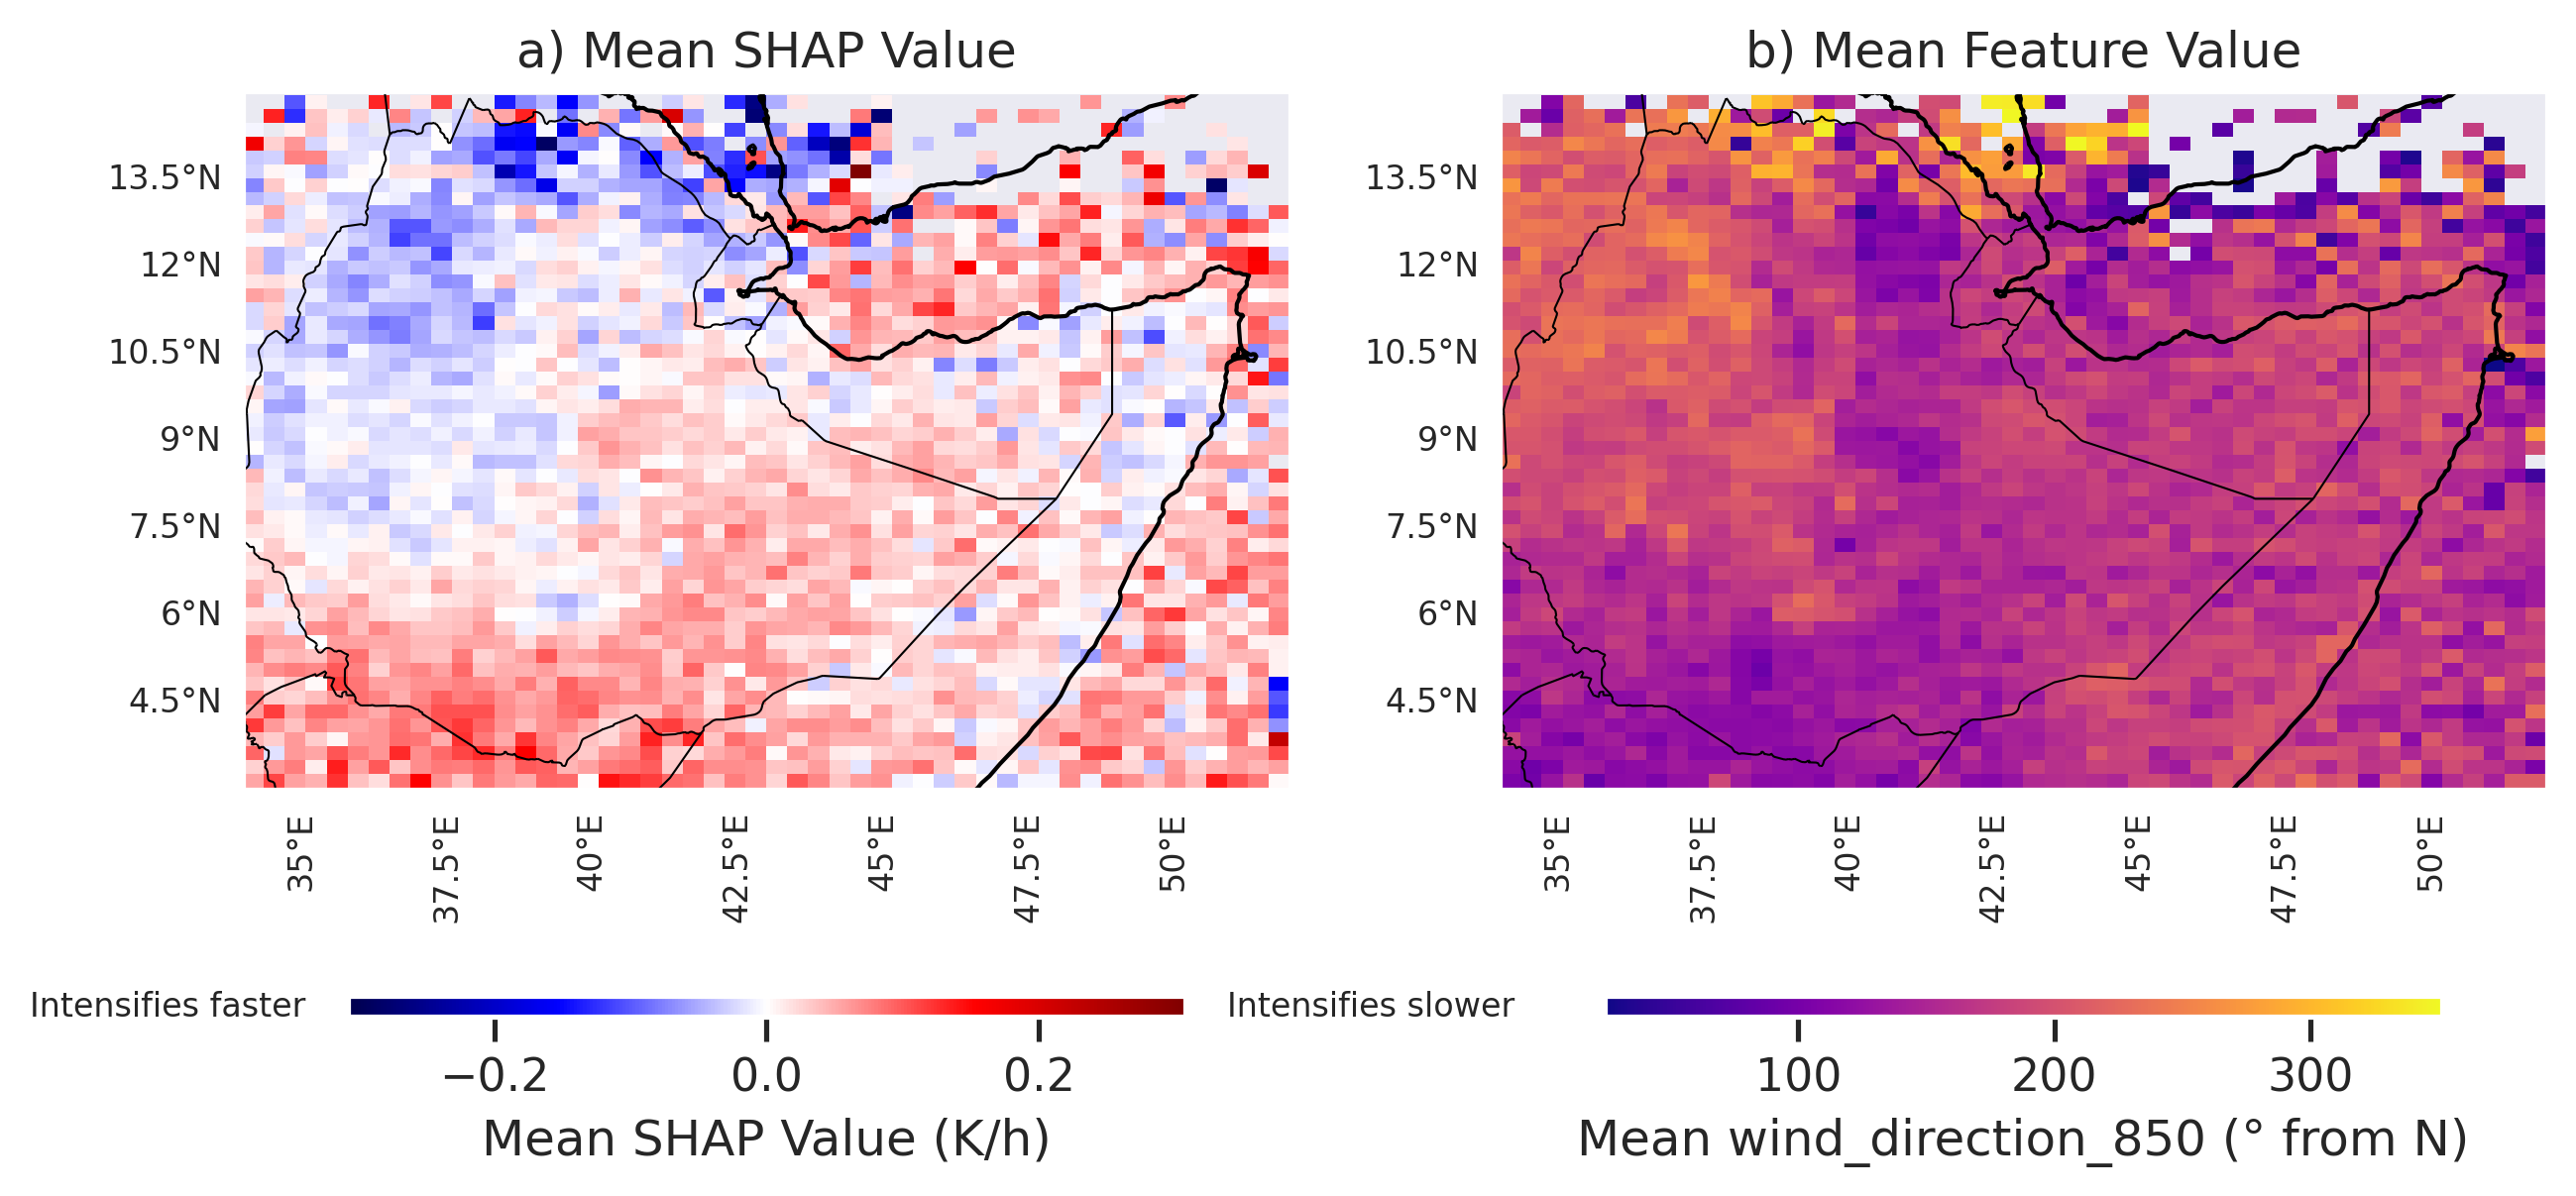 a) Mean SHAP Value
b) Mean Feature Value
13.5°N
12°N
10.5°N
9°N
7.5°N
6°N
4.5°N
35°E
37.5°E
40°E
42.5°E
45°E
47.5°E
50°E
13.5°N
12°N
10.5°N
9°N
7.5°N
6°N
4.5°N
35°E
37.5°E
40°E
42.5°E
45°E
47.5°E
50°E
Intensifies faster
Intensifies slower
−0.2
0.0
0.2
Mean SHAP Value (K/h)
100
200
300
Mean wind_direction_850 (° from N)